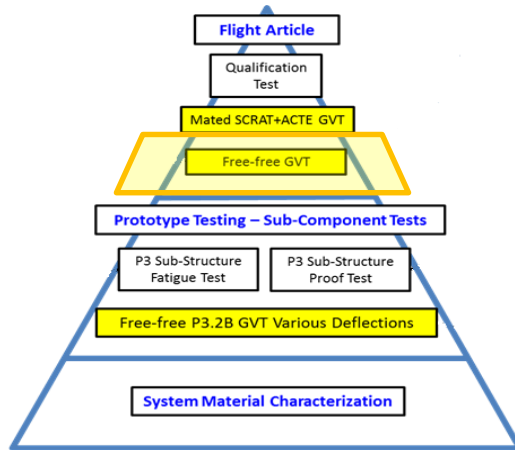 Flight Article
Qualification
Test
Mated SCRAT+ACTE GVT
Free-free GVT
Prototype Testing – Sub-Component Tests
P3 Sub-Structure
Fatigue Test
P3 Sub-Structure
Proof Test
Free-free P3.2B GVT Various Deflections
System Material Characterization